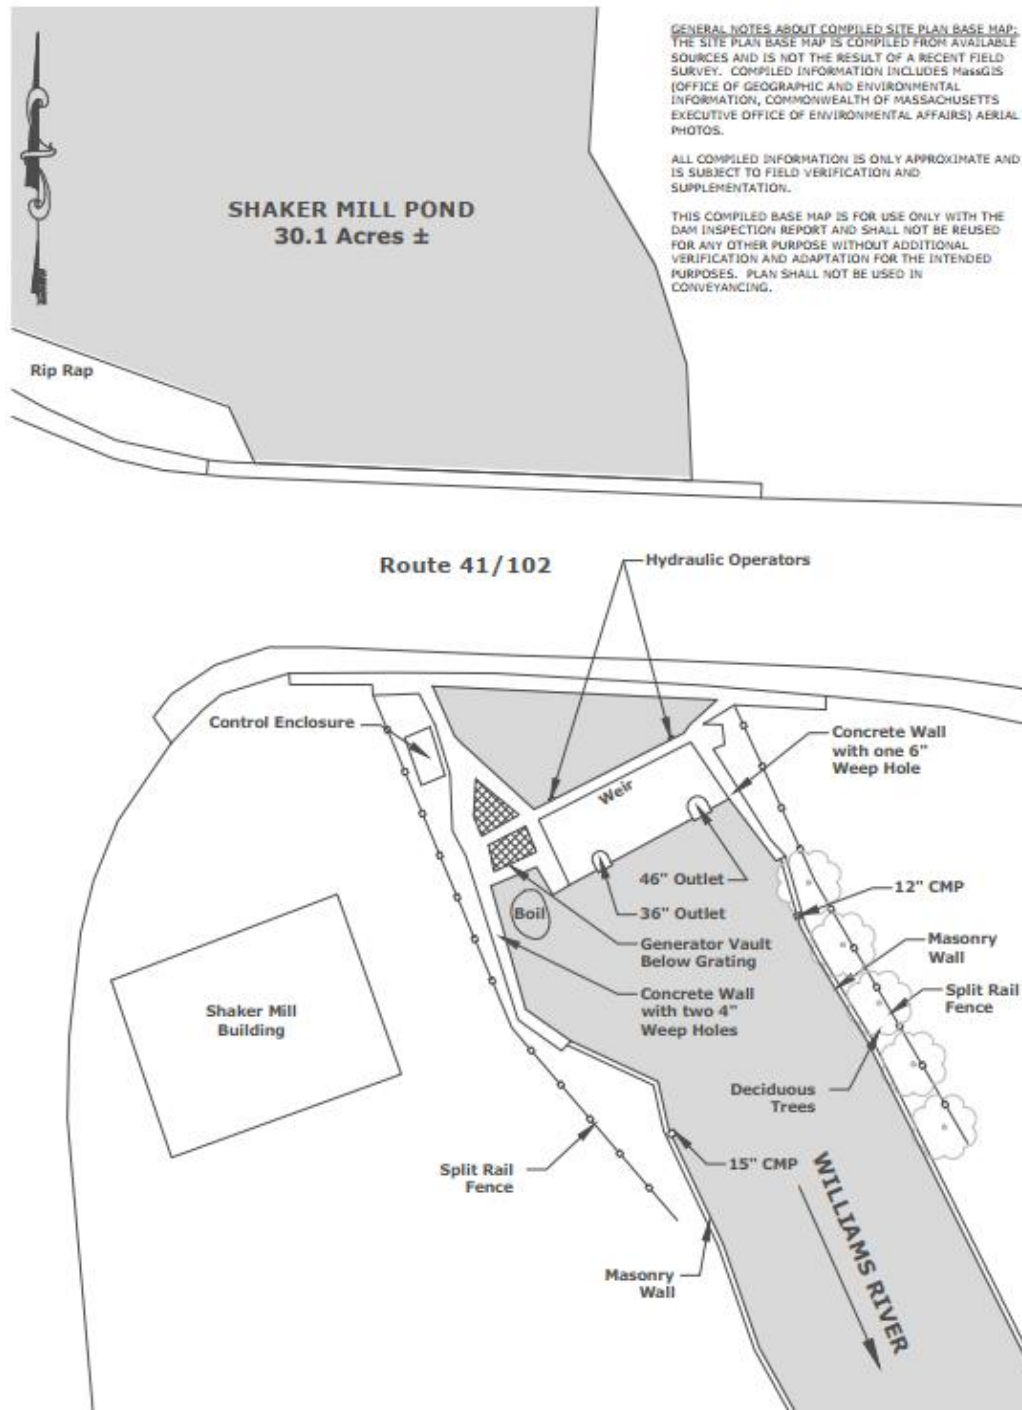 GENERAL NOTES ABOUT COMPILED SITE PLAN BASE MAP:
THE SITE PLAN BASE MAP IS COMPILED FROM AVAILABLE
SOURCES AND IS NOT THE RESULT OF A RECENT FIELD
SURVEY. COMPILED INFORMATION INCLUDES MassGIS
(OFFICE OF GEOGRAPHIC AND ENVIRONMENTAL
INFORMATION, COMMONWEALTH OF MASSACHUSETTS
EXECUTIVE OFFICE OF ENVIRONMENTAL AFFAIRS) AERIAL
PHOTOS.
ALL COMPILED INFORMATION IS ONLY APPROXIMATE AND
IS SUBJECT TO FIELD VERIFICATION AND
SUPPLEMENTATION.
THIS COMPILED BASE MAP IS FOR USE ONLY WITH THE
DAM INSPECTION REPORT AND SHALL NOT BE REUSED
FOR ANY OTHER PURPOSE WITHOUT ADDITIONAL
VERIFICATION AND ADAPTATION FOR THE INTENDED
PURPOSES. PLAN SHALL NOT BE USED IN
CONVEYANCING.
SHAKER MILL POND
30.1 Acres ±
Rip Rap
Route 41/102
Hydraulic Operators
Control Enclosure
Concrete Wall
with one 6"
Weep Hole
Weir
46" Outlet
12" CMP
36" Outlet
Boil
Generator Vault
Below Grating
Masonry
Wall
Concrete Wall
with two 4"
Weep Holes
Split Rail
Fence
Shaker Mill
Building
Deciduous
Trees
15" CMP
Split Rail
Fence
WILLIAMS RIVER
Masonry
Wall